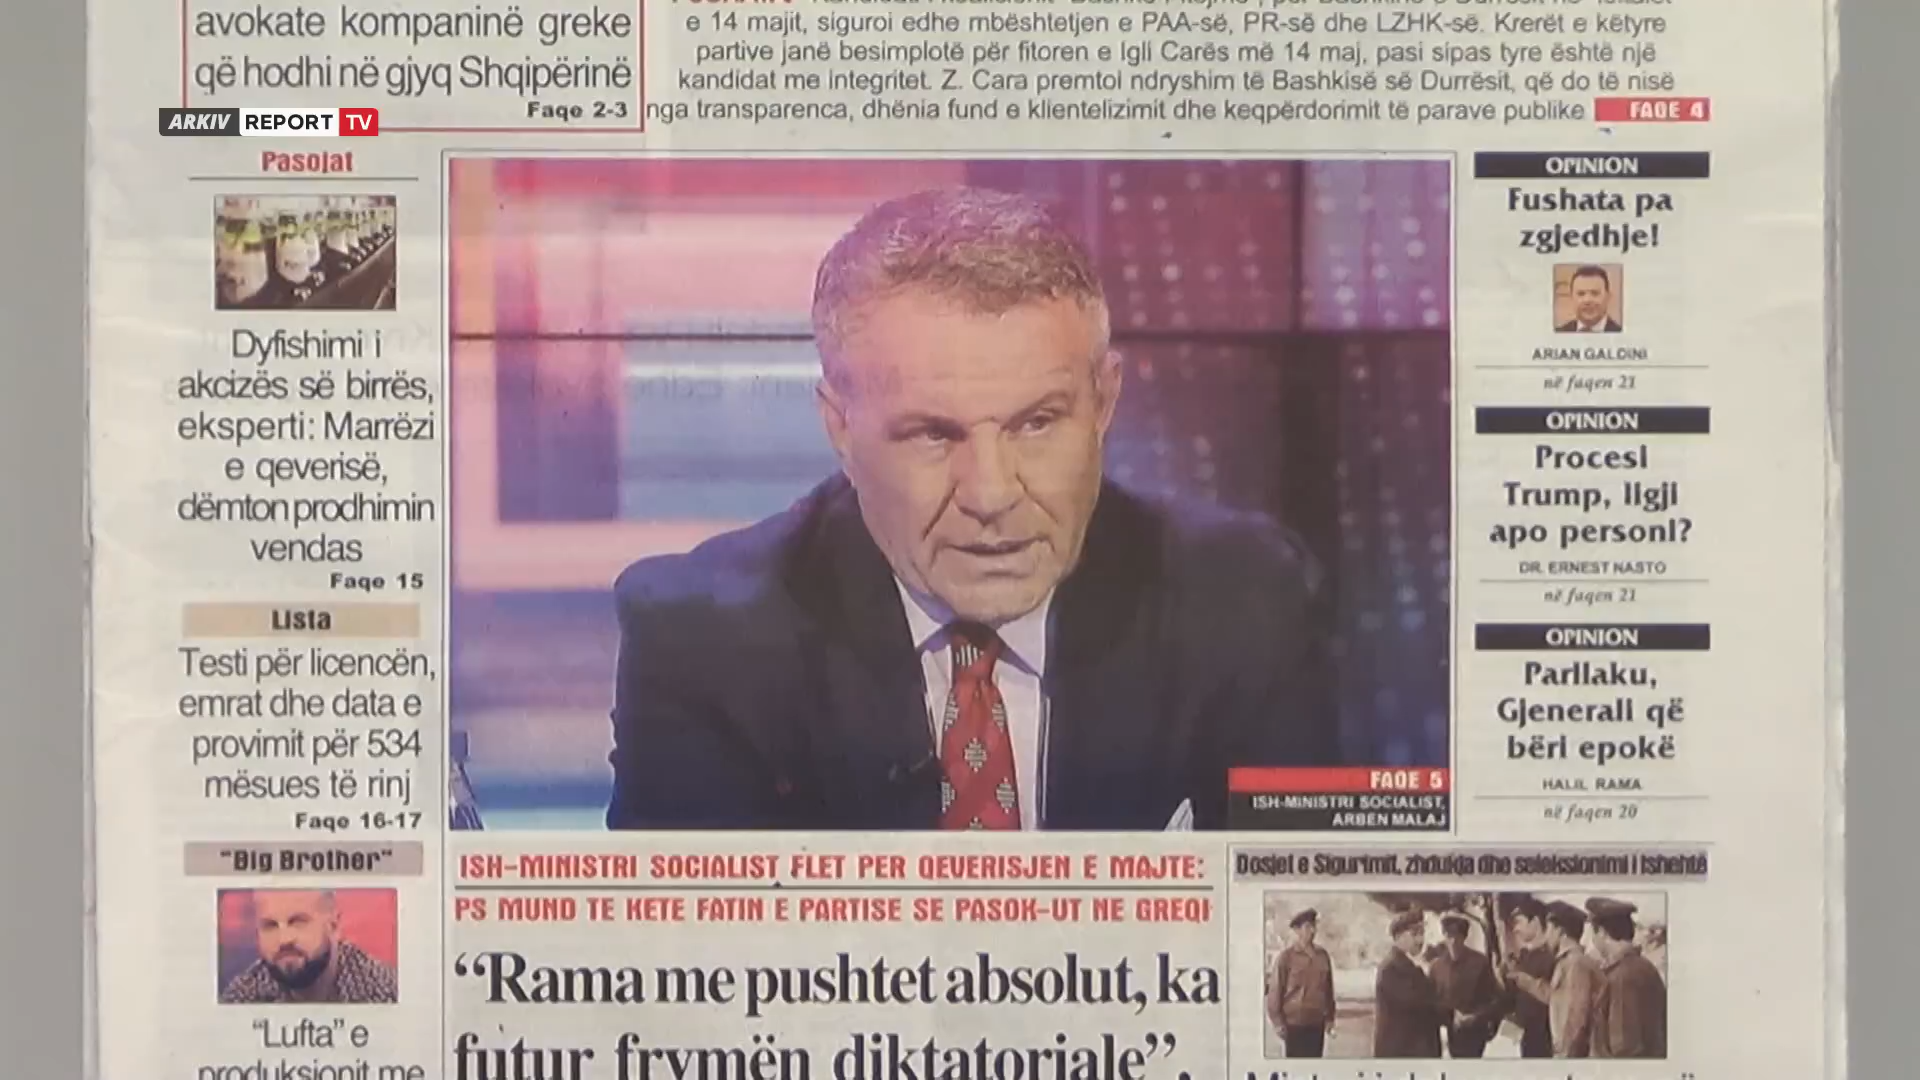 avokate kompaninë greke
që hodhi në gjyq Shqipërinë
Faqe 2-3
e 14 majit, siguroi edhe mbështetjen e PAA-së, PR-së dhe LZHK-së. Krerët e këtyre
partive janë besimplotë për fitoren e Igli Carës më 14 maj, pasi sipas tyre është një
kandidat me integritet. Z. Cara premtoi ndryshim të Bashkisë së Durrësit, që do të nisë
nga transparenca, dhënia fund e klientelizimit dhe keqpërdorimit të parave publike
FAQE 4
ARKIV REPORT TV
Pasojat
Dyfishimi i
akcizës së birrës,
eksperti: Marrëzi
e qeverisë,
dëmton prodhimin
vendas
Faqe 15
Lista
Testi për licencën,
emrat dhe data e
provimit për 534
mësues të rinj
Faqe 16-17
"Big Brother"
"Lufta" e
produksionit me
FAQE 5
ISH-MINISTRI SOCIALIST,
ARBEN MALAJ
ISH-MINISTRI SOCIALIST FLET PER QEVERISJEN E MAJTE:
PS MUND TE KETE FATIN E PARTISE SE PASOK-UT NE GREQI
“Rama me pushtet absolut, ka
futur frymën diktatoriale”,
OPINION
Fushata pa
zgjedhje!
ARIAN GALDINI
në faqen 21
OPINION
Procesi
Trump, ligji
apo personi?
DR. ERNEST NASTO
në faqen 21
OPINION
Parllaku,
Gjenerali që
bëri epokë
HALIL RAMA
në faqen 20
Dosjet e Sigurimit, zhdukja dhe seleksionimi i fshehtë